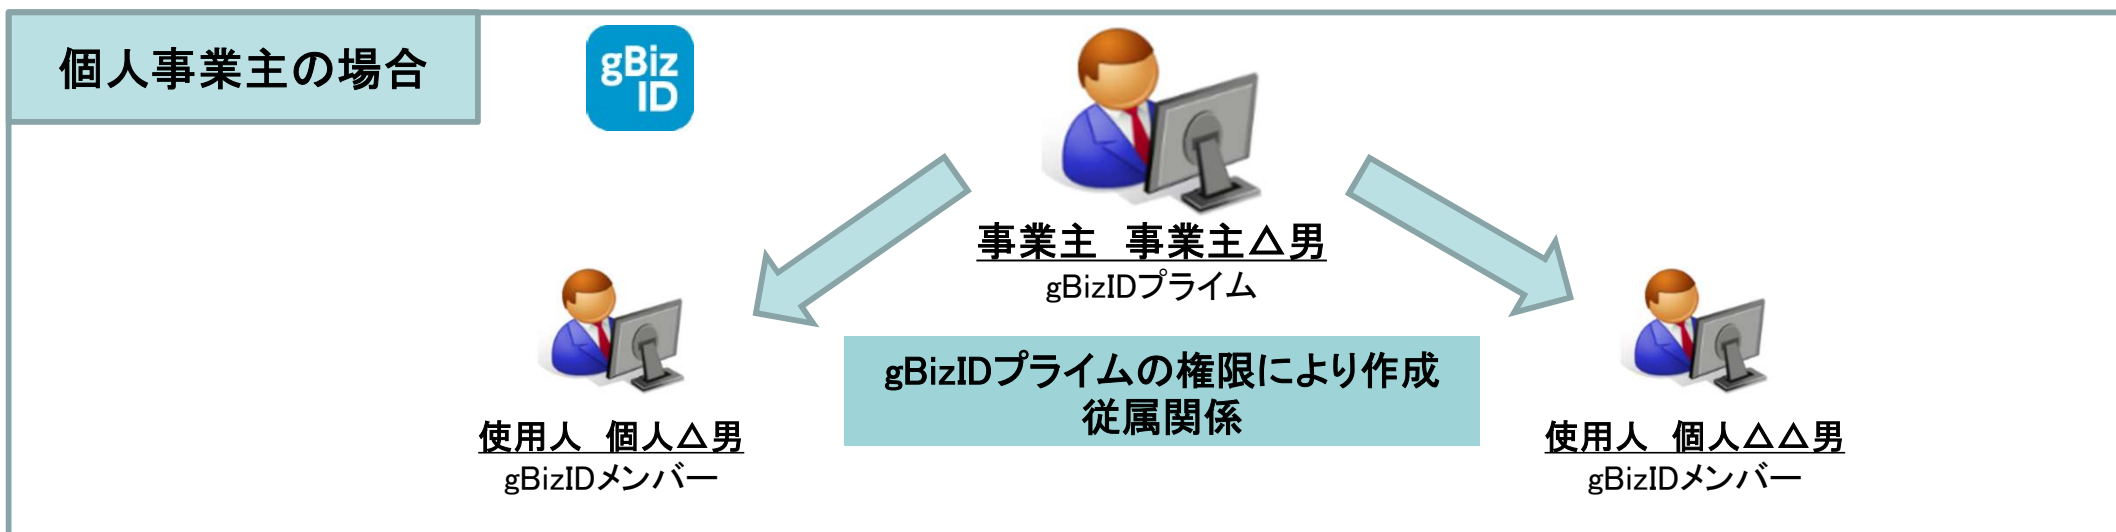 個人事業主の場合
gBiz
ID
事業主　事業主△男
gBizIDプライム
gBizIDプライムの権限により作成
従属関係
使用人　個人△男
gBizIDメンバー
使用人　個人△△男
gBizIDメンバー